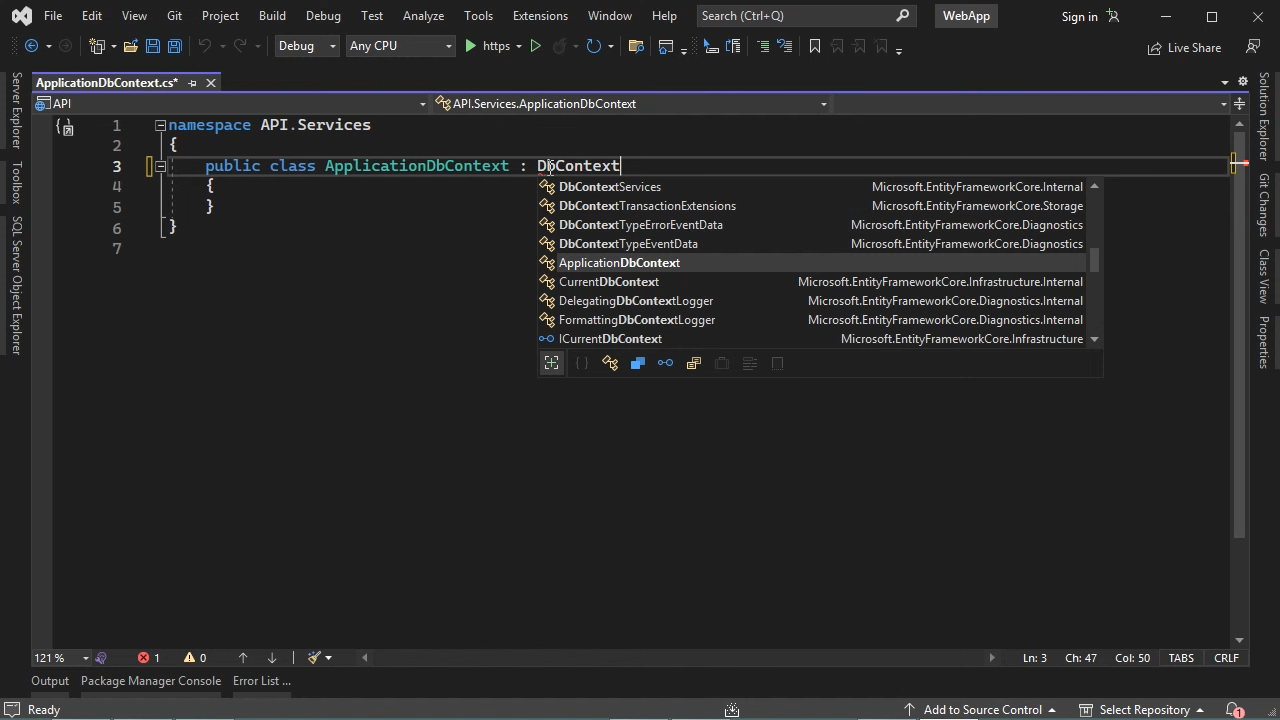 File Edit View Git Project Build Debug Test Analyze Tools Extensions Window Help Search (Ctrl+Q) WebApp Sign in
Debug Any CPU https Live Share
ApplicationDbContext.cs*
API API.Services.ApplicationDbContext
Server Explorer
Toolbox
SQL Server Object Explorer
1 namespace API.Services
2 {
3 public class ApplicationDbContext : DbContext
4 {
5 }
6 }
7
DbContextServices Microsoft.EntityFrameworkCore.Internal
DbContextTransactionExtensions Microsoft.EntityFrameworkCore.Storage
DbContextTypeErrorEventData Microsoft.EntityFrameworkCore.Diagnostics
DbContextTypeEventData Microsoft.EntityFrameworkCore.Diagnostics
ApplicationDbContext
CurrentDbContext Microsoft.EntityFrameworkCore.Infrastructure.Internal
DelegatingDbContextLogger Microsoft.EntityFrameworkCore.Diagnostics.Internal
FormattingDbContextLogger Microsoft.EntityFrameworkCore.Diagnostics.Internal
ICurrentDbContext Microsoft.EntityFrameworkCore.Infrastructure
Solution Explorer
Git Changes
Class View
Properties
121 % 1 0 Ln: 3 Ch: 47 Col: 50 TABS CRLF
Output Package Manager Console Error List ...
Ready Add to Source Control Select Repository 1